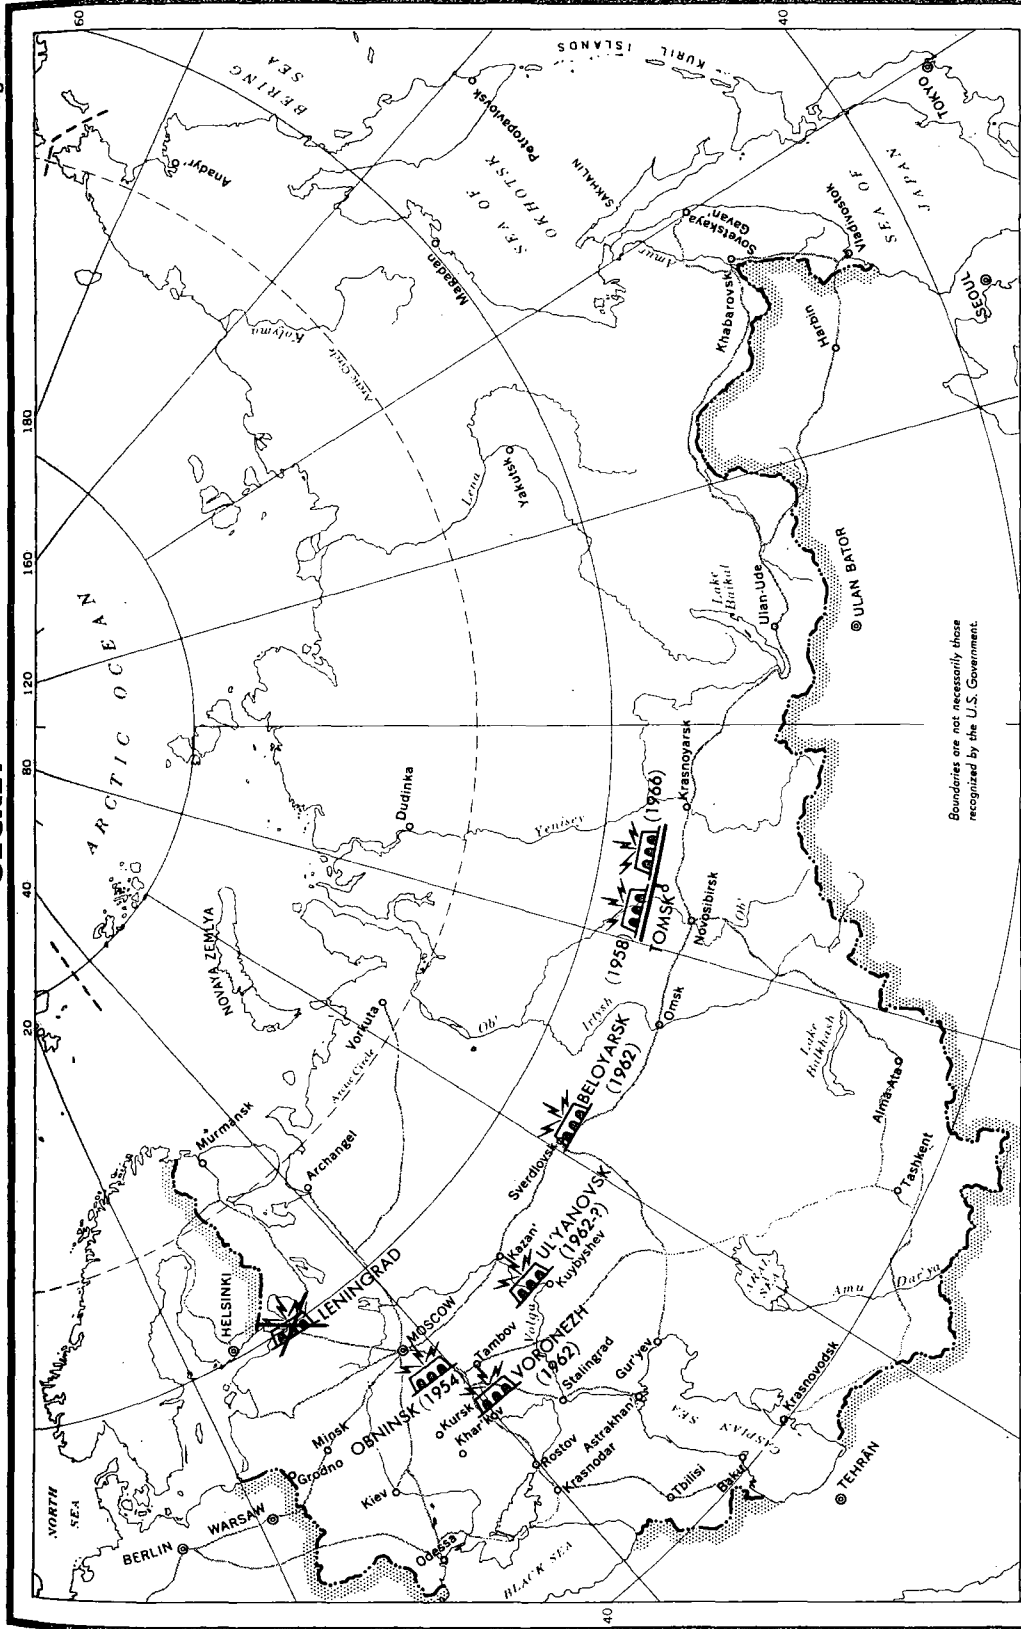 60
180
160
120
80
40
20
40
40
ARCTIC OCEAN
BERING
SEA
Anadyr'
Petropavlovsk
KURIL ISLANDS
SEA OF
OKHOTSK
SAKHALIN
Magadan
Kolyma
Arctic Circle
Sovetskaya
Gavan'
Amur
Khabarovsk
Vladivostok
SEA OF
JAPAN
TOKYO
SEOUL
Harbin
Lena
Yakutsk
Lake
Baikal
Ulan-Ude
ULAN BATOR
Dudinka
Yenisey
Krasnoyarsk
(1966)
(1958)
TOMSK
Novosibirsk
Ob'
Irtysh
Omsk
NOVAYA ZEMLYA
Vorkuta
Arctic Circle
Ob'
BELOYARSK
(1962)
Sverdlovsk
Lake
Balkhash
Alma-Ata
Tashkent
Murmansk
Archangel
HELSINKI
LENINGRAD
MOSCOW
Kazan'
UL'YANOVSK
(1962-?)
Kuybyshev
Volga
ARAL
SEA
Amu
Dar'ya
OBNINSK (1954)
Tambov
VORONEZH
(1962)
Kursk
Khar'kov
Stalingrad
Gur'yev
Astrakhan'
Rostov
Krasnodar
CASPIAN
SEA
Krasnovodsk
Tbilisi
Baku
TEHRĀN
NORTH
SEA
BERLIN
WARSAW
Grodno
Minsk
Kiev
Odessa
BLACK SEA
Boundaries are not necessarily those
recognized by the U.S. Government.